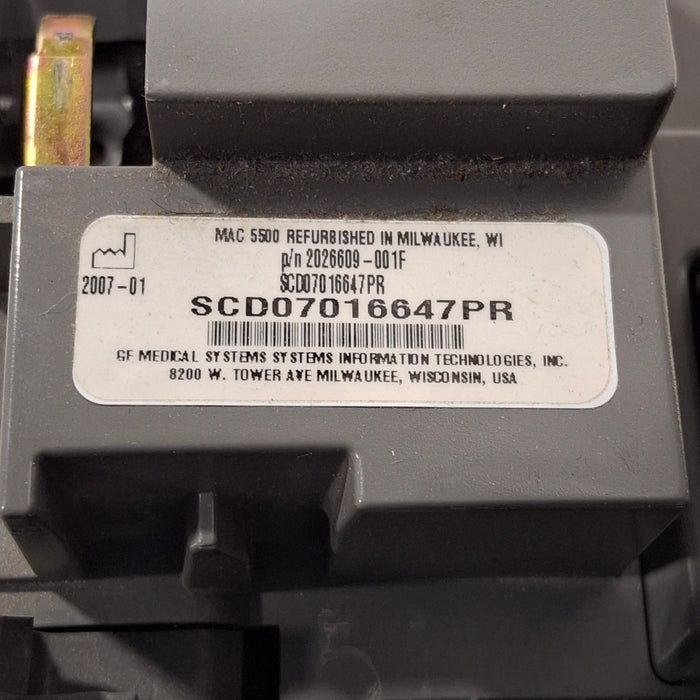 MAC 5500 REFURBISHED IN MILWAUKEE, WI
p/n 2026609-001F
2007-01
SCD07016647PR
SCD07016647PR
GF MEDICAL SYSTEMS SYSTEMS INFORMATION TECHNOLOGIES, INC.
8200 W. TOWER AVE MILWAUKEE, WISCONSIN, USA